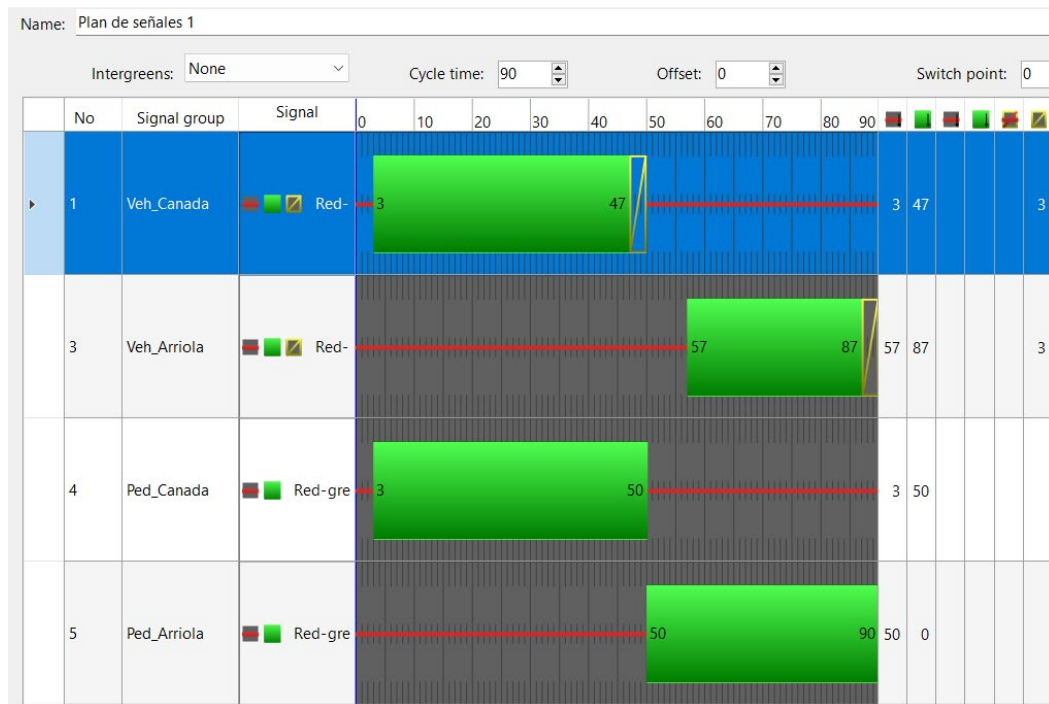 Name: Plan de señales 1
Intergreens: None Cycle time: 90 Offset: 0 Switch point: 0
No Signal group Signal 0 10 20 30 40 50 60 70 80 90
1 Veh_Canada Red- 3 47 3 47 3
3 Veh_Arriola Red- 57 87 57 87 3
4 Ped_Canada Red-gre 3 50 3 50
5 Ped_Arriola Red-gre 50 90 50 0